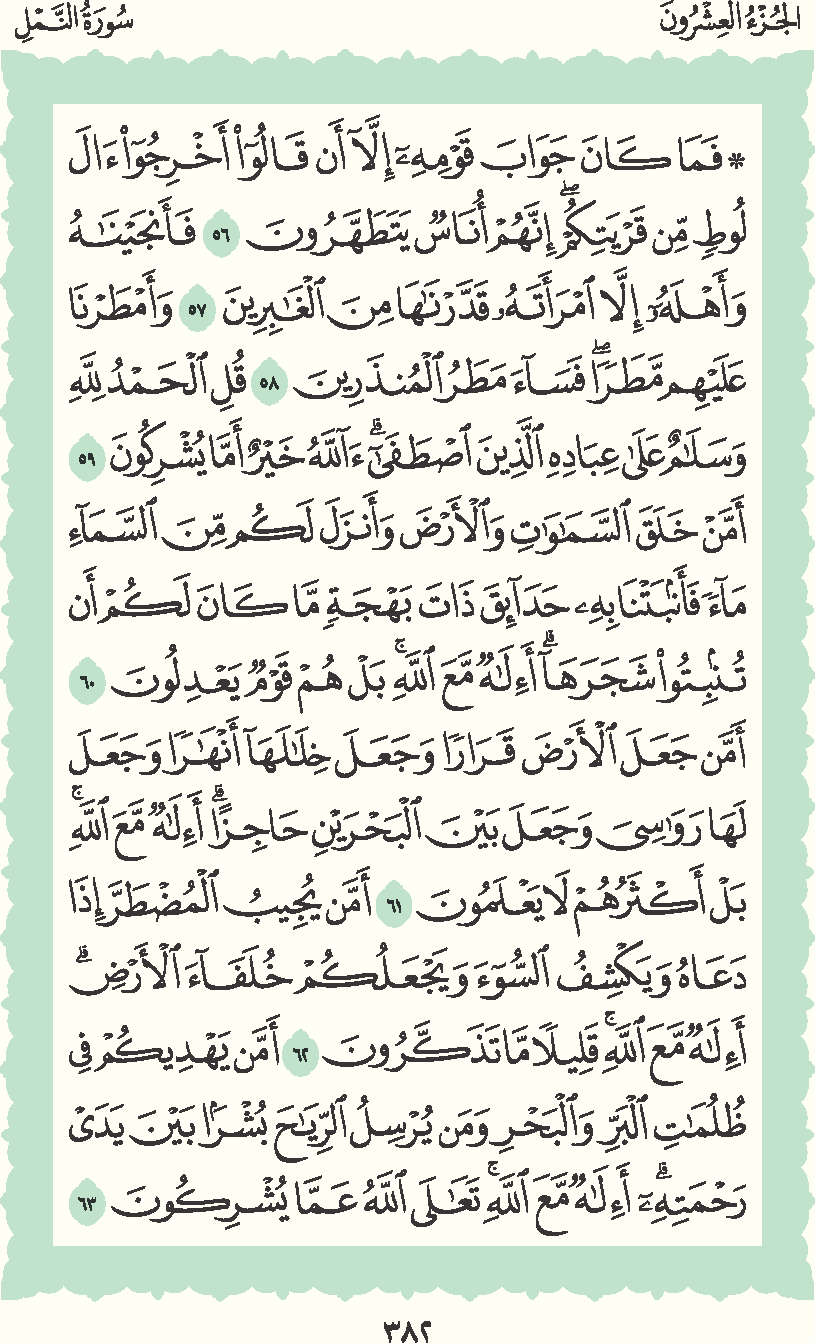 الجُزْءُ العِشْرُونَ
سُورَةُ النَّمْلِ
* فَمَا كَانَ جَوَابَ قَوْمِهِۦٓ إِلَّآ أَن قَالُوٓا۟ أَخْرِجُوٓا۟ ءَالَ
لُوطٍ مِّن قَرْيَتِكُمْ ۖ إِنَّهُمْ أُنَاسٌ يَتَطَهَّرُونَ ٥٦ فَأَنجَيْنَـٰهُ
وَأَهْلَهُۥٓ إِلَّا ٱمْرَأَتَهُۥ قَدَّرْنَـٰهَا مِنَ ٱلْغَـٰبِرِينَ ٥٧ وَأَمْطَرْنَا
عَلَيْهِم مَّطَرًا ۖ فَسَآءَ مَطَرُ ٱلْمُنذَرِينَ ٥٨ قُلِ ٱلْحَمْدُ لِلَّهِ
وَسَلَـٰمٌ عَلَىٰ عِبَادِهِ ٱلَّذِينَ ٱصْطَفَىٰٓ ۗ ءَآللَّهُ خَيْرٌ أَمَّا يُشْرِكُونَ ٥٩
أَمَّنْ خَلَقَ ٱلسَّمَـٰوَٰتِ وَٱلْأَرْضَ وَأَنزَلَ لَكُم مِّنَ ٱلسَّمَآءِ
مَآءً فَأَنۢبَتْنَا بِهِۦ حَدَآئِقَ ذَاتَ بَهْجَةٍ مَّا كَانَ لَكُمْ أَن
تُنۢبِتُوا۟ شَجَرَهَآ ۗ أَءِلَـٰهٌ مَّعَ ٱللَّهِ ۚ بَلْ هُمْ قَوْمٌ يَعْدِلُونَ ٦٠
أَمَّن جَعَلَ ٱلْأَرْضَ قَرَارًا وَجَعَلَ خِلَـٰلَهَآ أَنْهَـٰرًا وَجَعَلَ
لَهَا رَوَٰسِىَ وَجَعَلَ بَيْنَ ٱلْبَحْرَيْنِ حَاجِزًا ۗ أَءِلَـٰهٌ مَّعَ ٱللَّهِ ۚ
بَلْ أَكْثَرُهُمْ لَا يَعْلَمُونَ ٦١ أَمَّن يُجِيبُ ٱلْمُضْطَرَّ إِذَا
دَعَاهُ وَيَكْشِفُ ٱلسُّوٓءَ وَيَجْعَلُكُمْ خُلَفَآءَ ٱلْأَرْضِ ۗ
أَءِلَـٰهٌ مَّعَ ٱللَّهِ ۚ قَلِيلًا مَّا تَذَكَّرُونَ ٦٢ أَمَّن يَهْدِيكُمْ فِى
ظُلُمَـٰتِ ٱلْبَرِّ وَٱلْبَحْرِ وَمَن يُرْسِلُ ٱلرِّيَـٰحَ بُشْرًۢا بَيْنَ يَدَىْ
رَحْمَتِهِۦٓ ۗ أَءِلَـٰهٌ مَّعَ ٱللَّهِ ۚ تَعَـٰلَى ٱللَّهُ عَمَّا يُشْرِكُونَ ٦٣
٣٨٢